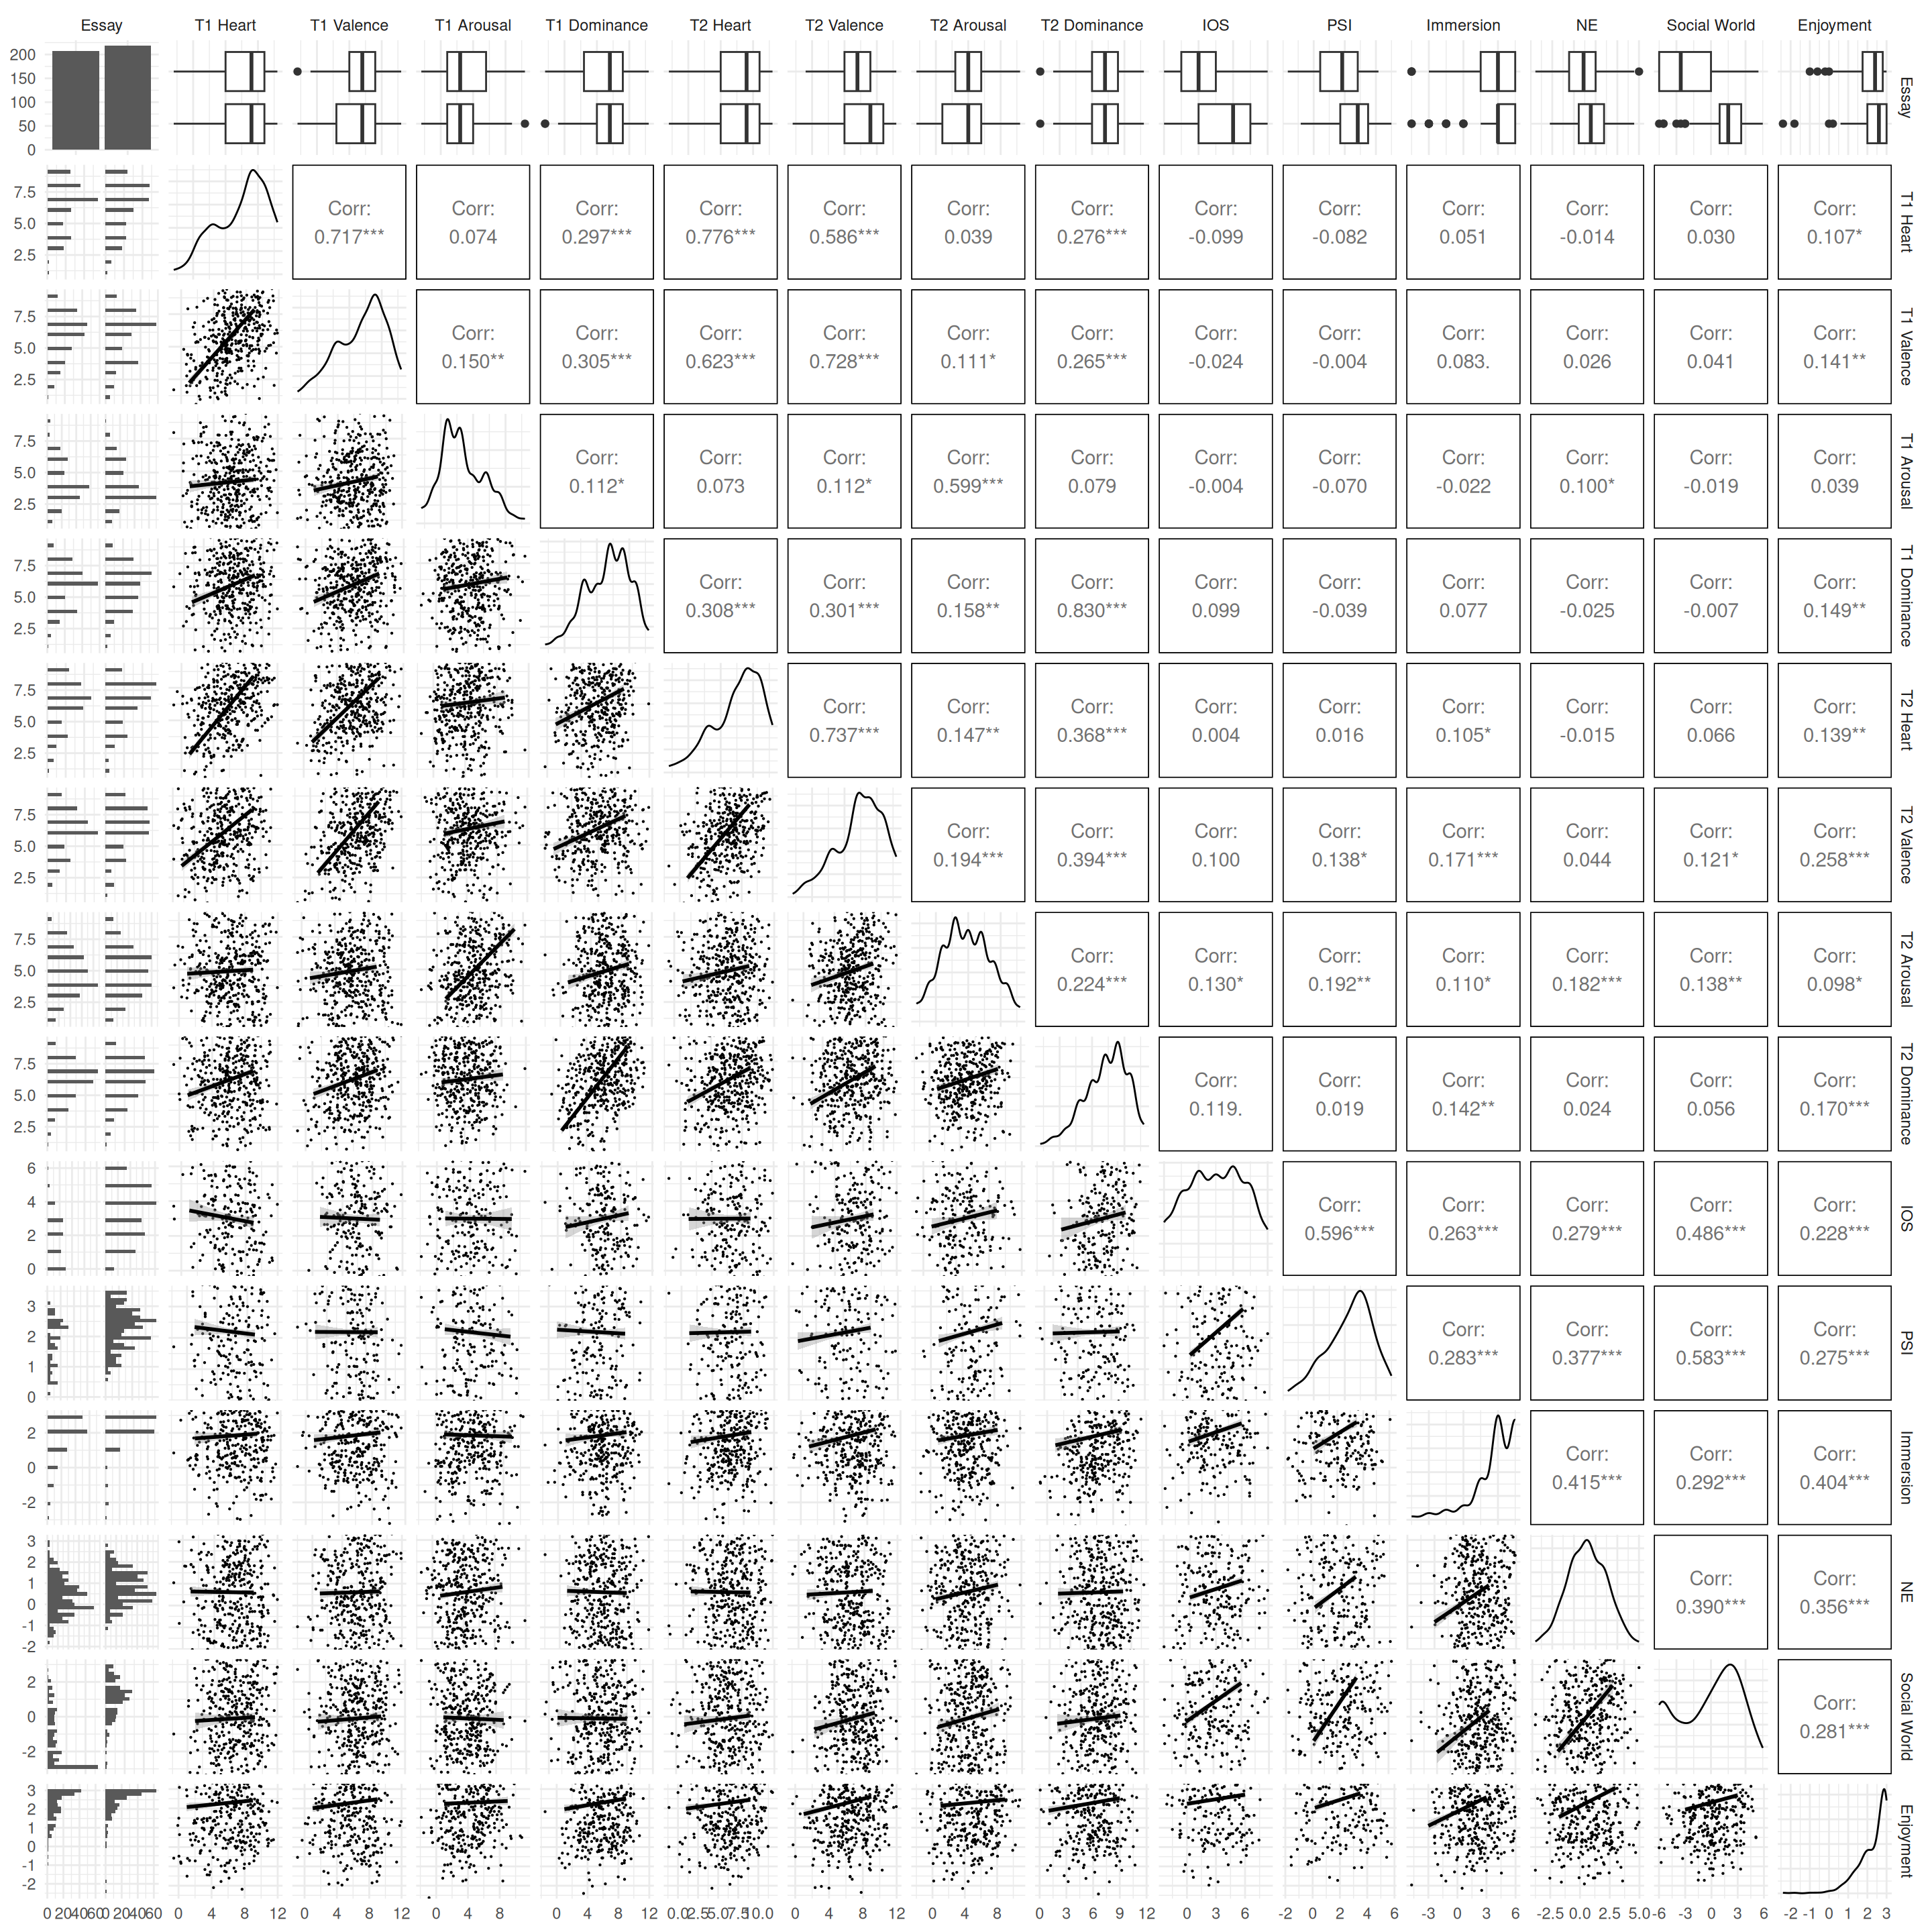 Essay T1 Heart T1 Valence T1 Arousal T1 Dominance T2 Heart T2 Valence T2 Arousal T2 Dominance IOS PSI Immersion NE Social World Enjoyment
200
150
100
50
0
Essay
Corr: Corr: Corr: Corr: Corr: Corr: Corr: Corr: Corr: Corr: Corr: Corr: Corr:
7.5
5.0
2.5
0.717*** 0.074 0.297*** 0.776*** 0.586*** 0.039 0.276*** -0.099 -0.082 0.051 -0.014 0.030 0.107*
T1 Heart
Corr: Corr: Corr: Corr: Corr: Corr: Corr: Corr: Corr: Corr: Corr: Corr:
7.5
5.0
2.5
0.150** 0.305*** 0.623*** 0.728*** 0.111* 0.265*** -0.024 -0.004 0.083. 0.026 0.041 0.141**
T1 Valence
Corr: Corr: Corr: Corr: Corr: Corr: Corr: Corr: Corr: Corr: Corr:
7.5
5.0
2.5
0.112* 0.073 0.112* 0.599*** 0.079 -0.004 -0.070 -0.022 0.100* -0.019 0.039
T1 Arousal
Corr: Corr: Corr: Corr: Corr: Corr: Corr: Corr: Corr: Corr:
7.5
5.0
2.5
0.308*** 0.301*** 0.158** 0.830*** 0.099 -0.039 0.077 -0.025 -0.007 0.149**
T1 Dominance
Corr: Corr: Corr: Corr: Corr: Corr: Corr: Corr: Corr:
7.5
5.0
2.5
0.737*** 0.147** 0.368*** 0.004 0.016 0.105* -0.015 0.066 0.139**
T2 Heart
Corr: Corr: Corr: Corr: Corr: Corr: Corr: Corr:
7.5
5.0
2.5
0.194*** 0.394*** 0.100 0.138* 0.171*** 0.044 0.121* 0.258***
T2 Valence
Corr: Corr: Corr: Corr: Corr: Corr: Corr:
7.5
5.0
2.5
0.224*** 0.130* 0.192** 0.110* 0.182*** 0.138** 0.098*
T2 Arousal
Corr: Corr: Corr: Corr: Corr: Corr:
7.5
5.0
2.5
0.119. 0.019 0.142** 0.024 0.056 0.170***
T2 Dominance
Corr: Corr: Corr: Corr: Corr:
6
4
2
0
0.596*** 0.263*** 0.279*** 0.486*** 0.228***
IOS
Corr: Corr: Corr: Corr:
3
2
1
0
0.283*** 0.377*** 0.583*** 0.275***
PSI
Corr: Corr: Corr:
2
0
-2
0.415*** 0.292*** 0.404***
Immersion
Corr: Corr:
3
2
1
0
-1
-2
0.390*** 0.356***
NE
Corr:
2
0
-2
0.281***
Social World
3
2
1
0
-1
-2
Enjoyment
0 20 40 60 0 20 40 60 0 4 8 12 0 4 8 12 0 4 8 12 0 4 8 12 0.0 2.5 5.0 7.5 10.0 0 4 8 12 0 4 8 0 3 6 9 12 0 3 6 -2 0 2 4 6 -3 0 3 6 -2.5 0.0 2.5 5.0 -6 -3 0 3 6 -2 -1 0 1 2 3